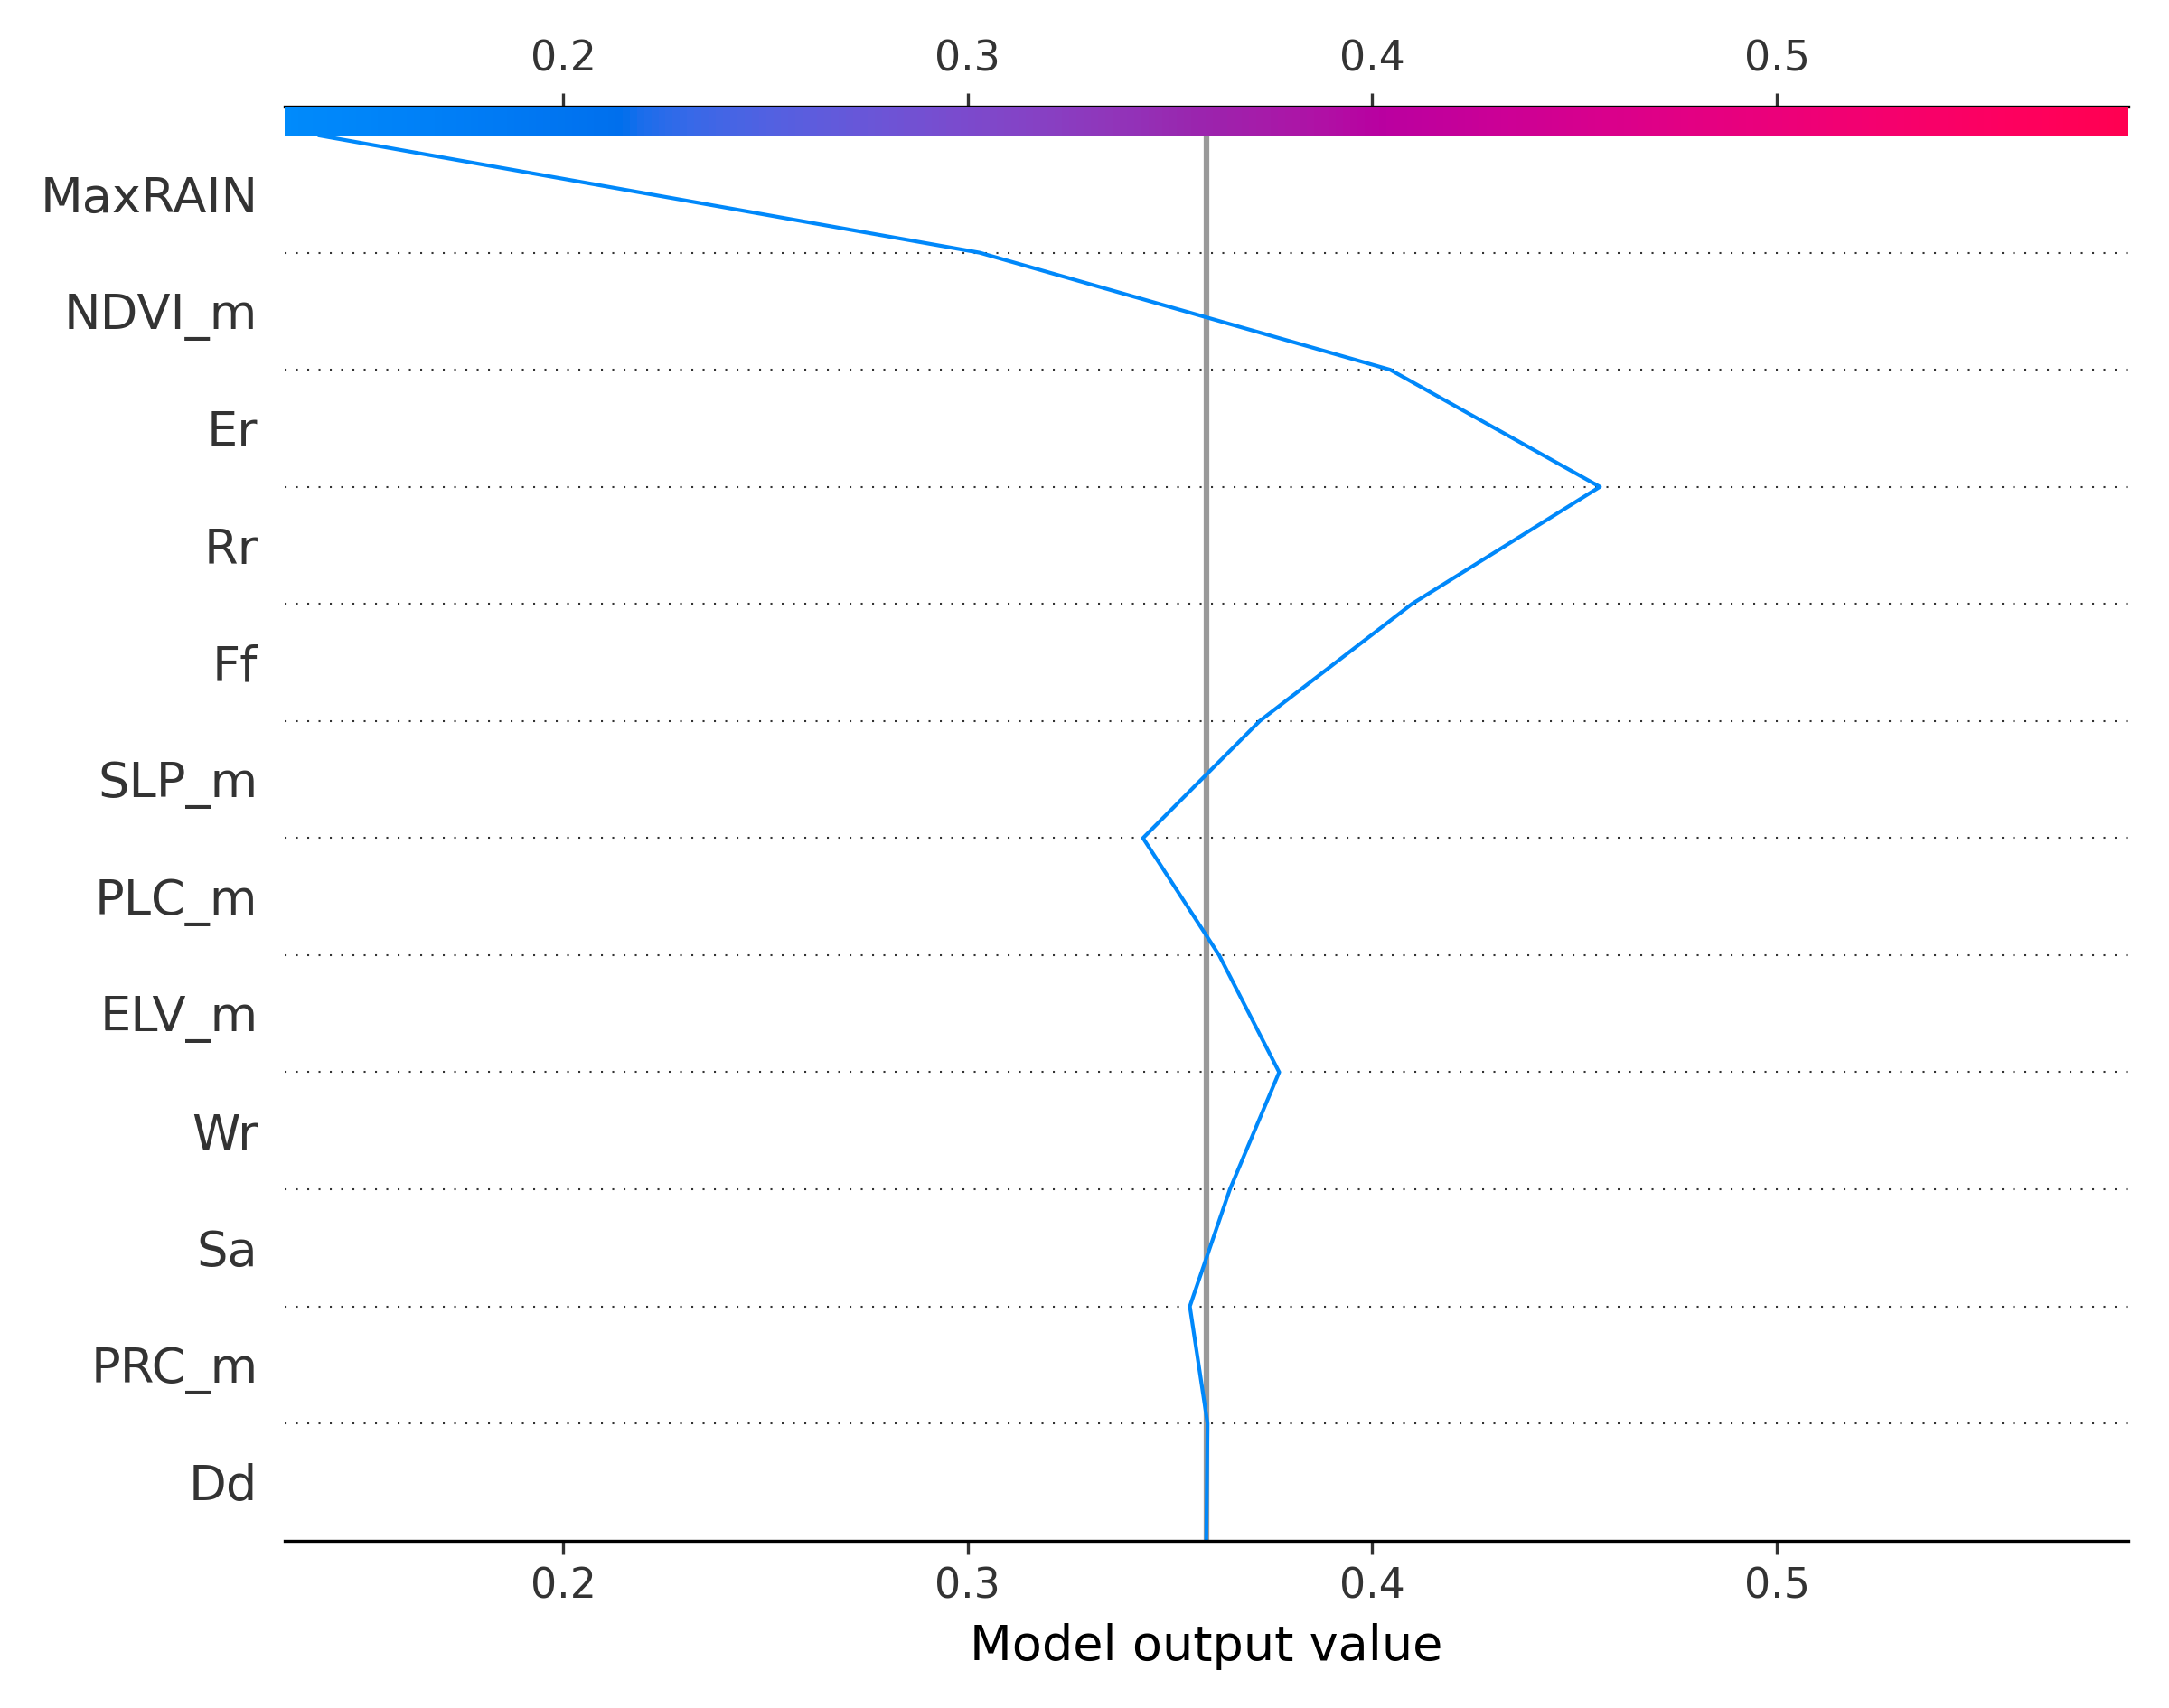 0.2 0.3 0.4 0.5
MaxRAIN
NDVI_m
Er
Rr
Ff
SLP_m
PLC_m
ELV_m
Wr
Sa
PRC_m
Dd
0.2 0.3 0.4 0.5
Model output value